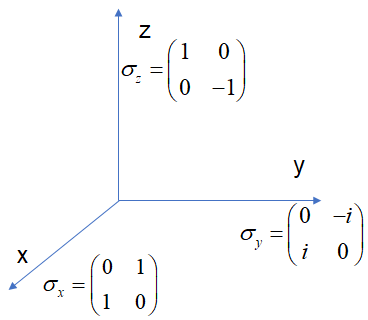 z
σ_z = (1 0
0 −1)
y
σ_y = (0 −i
i 0)
x
σ_x = (0 1
1 0)